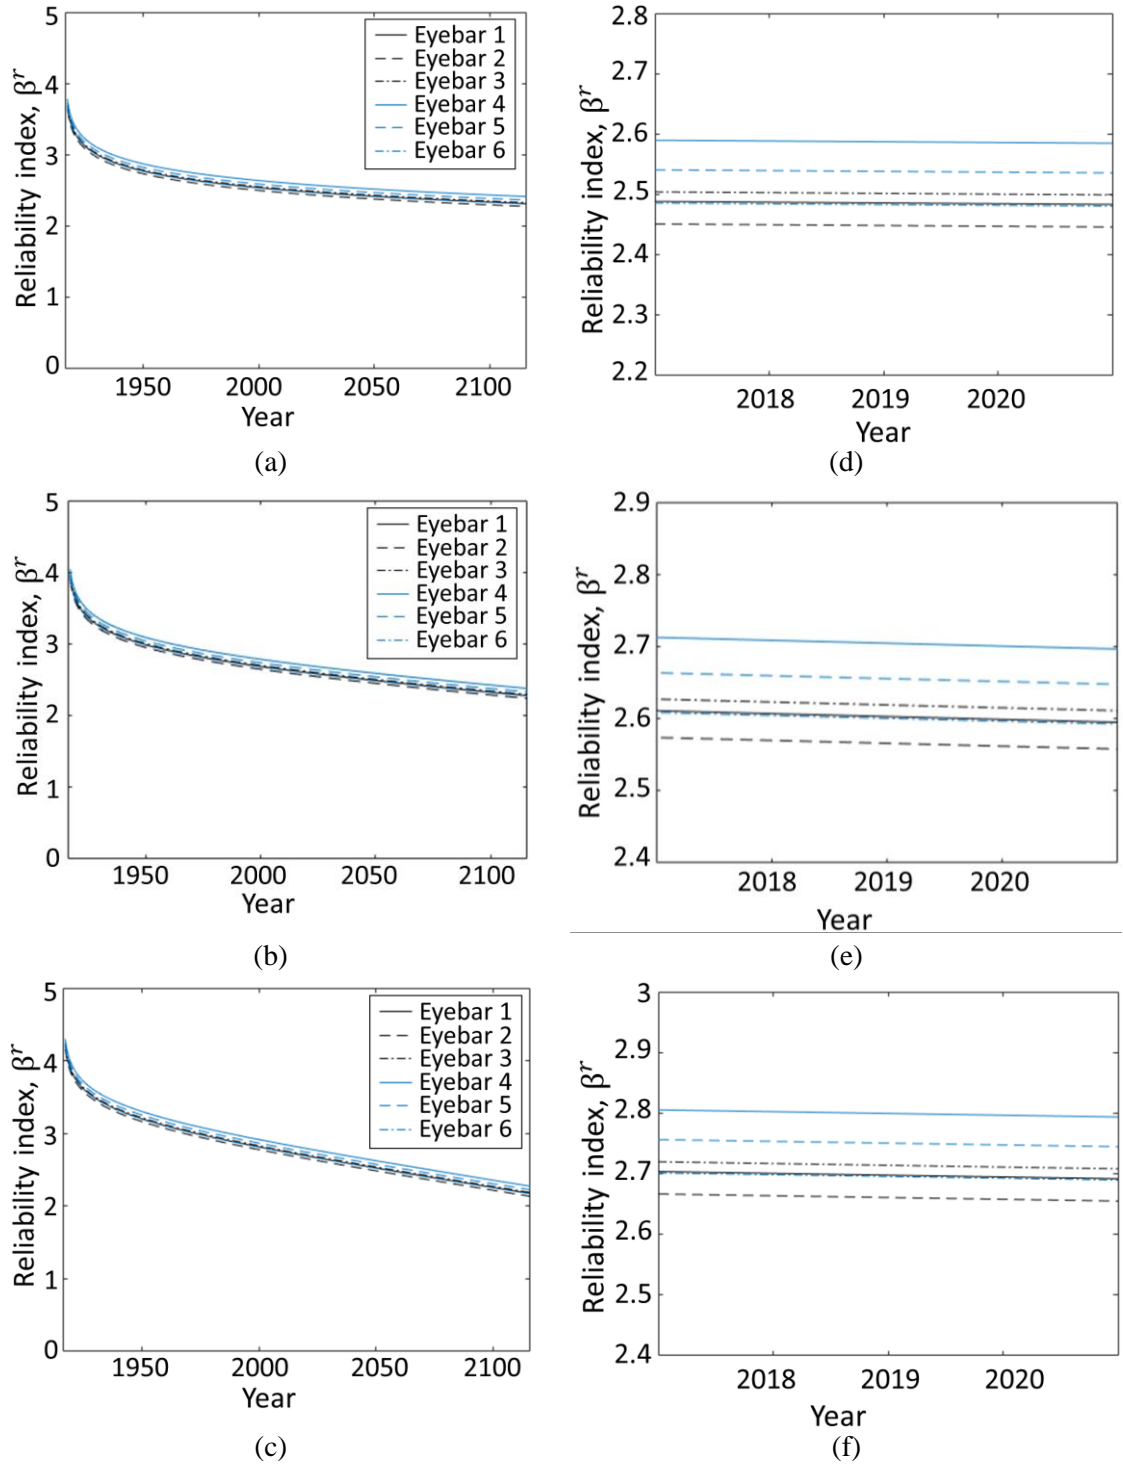 5
4
3
2
1
0
Reliability index, βʳ
Eyebar 1
Eyebar 2
Eyebar 3
Eyebar 4
Eyebar 5
Eyebar 6
1950 2000 2050 2100
Year
(a)
2.8
2.7
2.6
2.5
2.4
2.3
2.2
Reliability index, βʳ
2018 2019 2020
Year
(d)
5
4
3
2
1
0
Reliability index, βʳ
Eyebar 1
Eyebar 2
Eyebar 3
Eyebar 4
Eyebar 5
Eyebar 6
1950 2000 2050 2100
Year
(b)
2.9
2.8
2.7
2.6
2.5
2.4
Reliability index, βʳ
2018 2019 2020
Year
(e)
5
4
3
2
1
0
Reliability index, βʳ
Eyebar 1
Eyebar 2
Eyebar 3
Eyebar 4
Eyebar 5
Eyebar 6
1950 2000 2050 2100
Year
(c)
3
2.9
2.8
2.7
2.6
2.5
2.4
Reliability index, βʳ
2018 2019 2020
Year
(f)